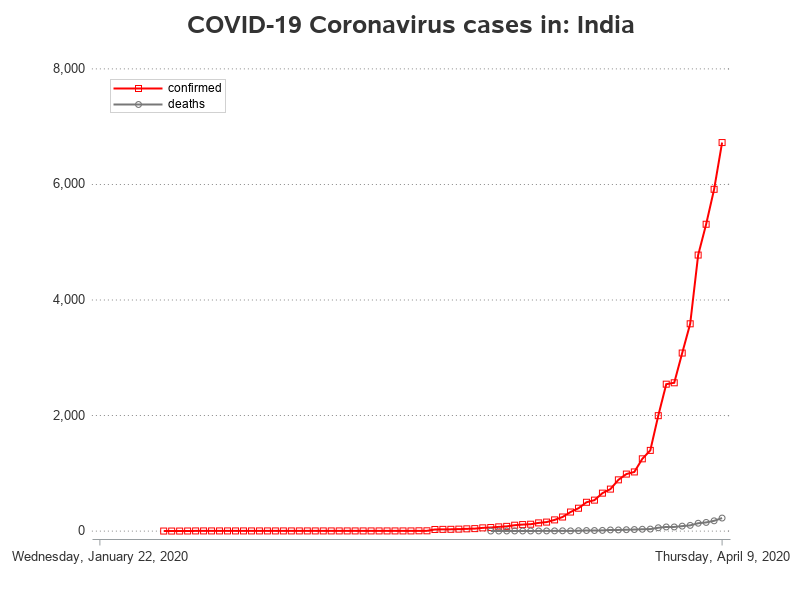 COVID-19 Coronavirus cases in: India
8,000
confirmed
deaths
6,000
4,000
2,000
0
Wednesday, January 22, 2020 Thursday, April 9, 2020